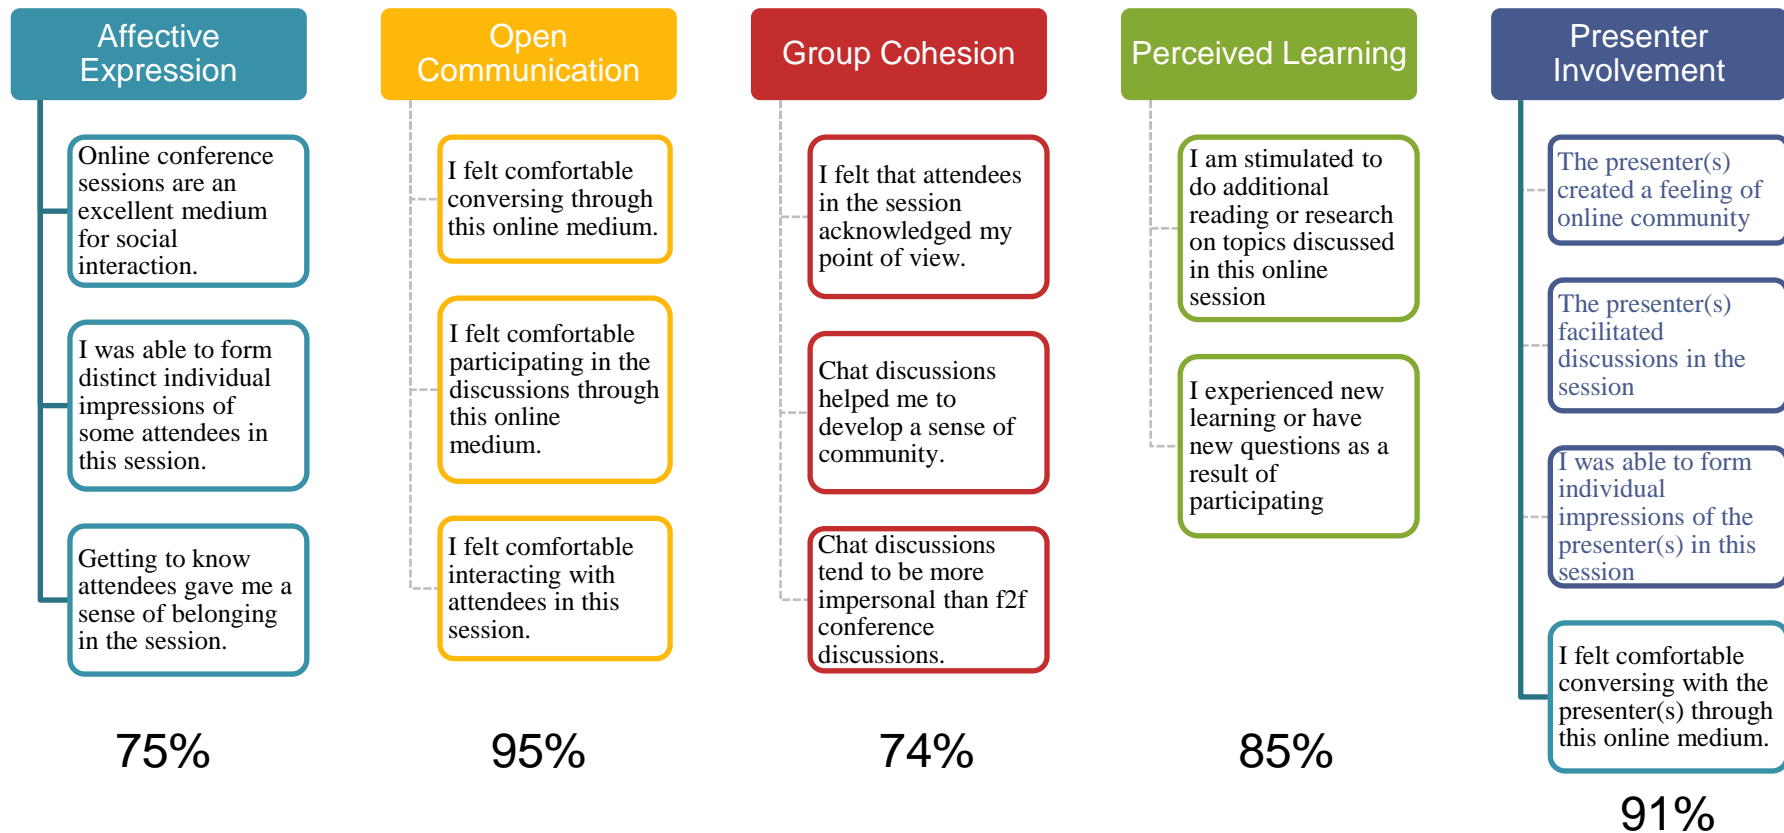 Affective
Expression
Online conference
sessions are an
excellent medium
for social
interaction.
I was able to form
distinct individual
impressions of
some attendees in
this session.
Getting to know
attendees gave me a
sense of belonging
in the session.
75%
Open
Communication
I felt comfortable
conversing through
this online medium.
I felt comfortable
participating in the
discussions through
this online
medium.
I felt comfortable
interacting with
attendees in this
session.
95%
Group Cohesion
I felt that attendees
in the session
acknowledged my
point of view.
Chat discussions
helped me to
develop a sense of
community.
Chat discussions
tend to be more
impersonal than f2f
conference
discussions.
74%
Perceived Learning
I am stimulated to
do additional
reading or research
on topics discussed
in this online
session
I experienced new
learning or have
new questions as a
result of
participating
85%
Presenter
Involvement
The presenter(s)
created a feeling of
online community
The presenter(s)
facilitated
discussions in the
session
I was able to form
individual
impressions of the
presenter(s) in this
session
I felt comfortable
conversing with the
presenter(s) through
this online medium.
91%